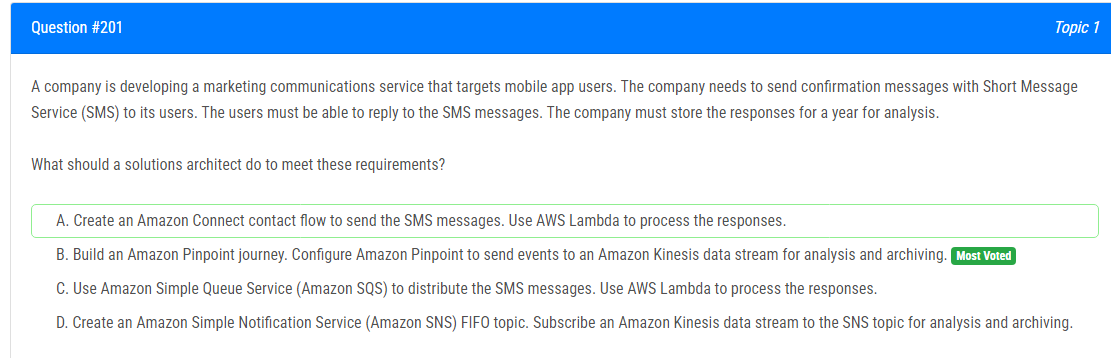 Question #201
Topic 1
A company is developing a marketing communications service that targets mobile app users. The company needs to send confirmation messages with Short Message
Service (SMS) to its users. The users must be able to reply to the SMS messages. The company must store the responses for a year for analysis.
What should a solutions architect do to meet these requirements?
A. Create an Amazon Connect contact flow to send the SMS messages. Use AWS Lambda to process the responses.
B. Build an Amazon Pinpoint journey. Configure Amazon Pinpoint to send events to an Amazon Kinesis data stream for analysis and archiving. Most Voted
C. Use Amazon Simple Queue Service (Amazon SQS) to distribute the SMS messages. Use AWS Lambda to process the responses.
D. Create an Amazon Simple Notification Service (Amazon SNS) FIFO topic. Subscribe an Amazon Kinesis data stream to the SNS topic for analysis and archiving.